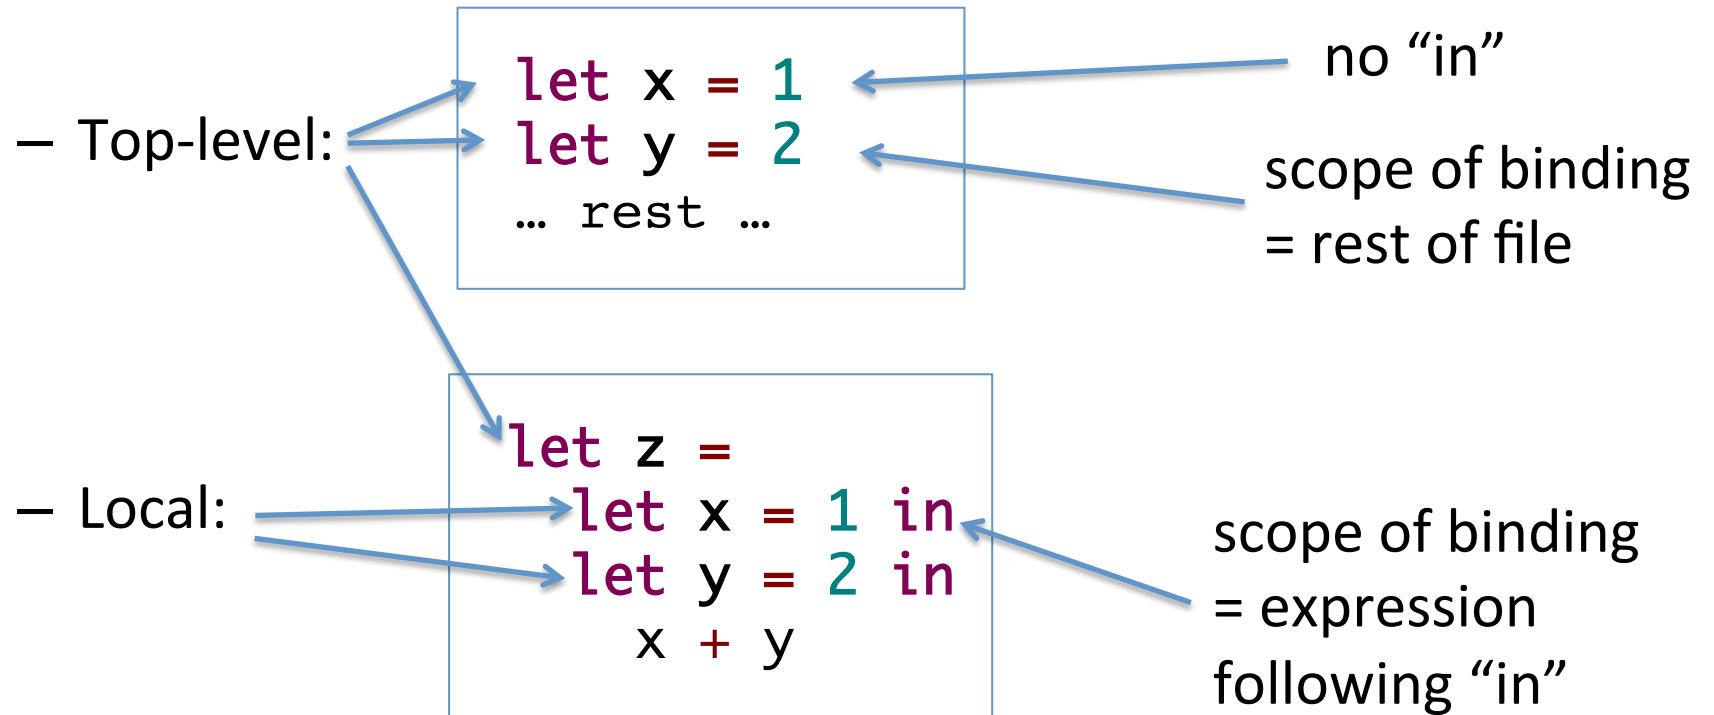 let x = 1
no “in”
– Top-level:
let y = 2
scope of binding
= rest of file
… rest …
let z =
– Local:
let x = 1 in
let y = 2 in
x + y
scope of binding
= expression
following “in”